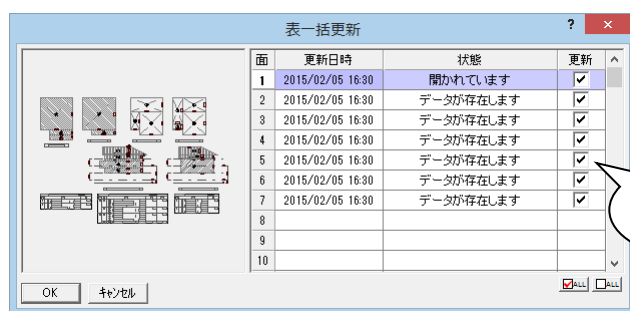 表一括更新 ? ×
面 更新日時 状態 更新
1 2015/02/05 16:30 開かれています
2 2015/02/05 16:30 データが存在します
3 2015/02/05 16:30 データが存在します
4 2015/02/05 16:30 データが存在します
5 2015/02/05 16:30 データが存在します
6 2015/02/05 16:30 データが存在します
7 2015/02/05 16:30 データが存在します
8
9
10
OK キャンセル ALL ALL